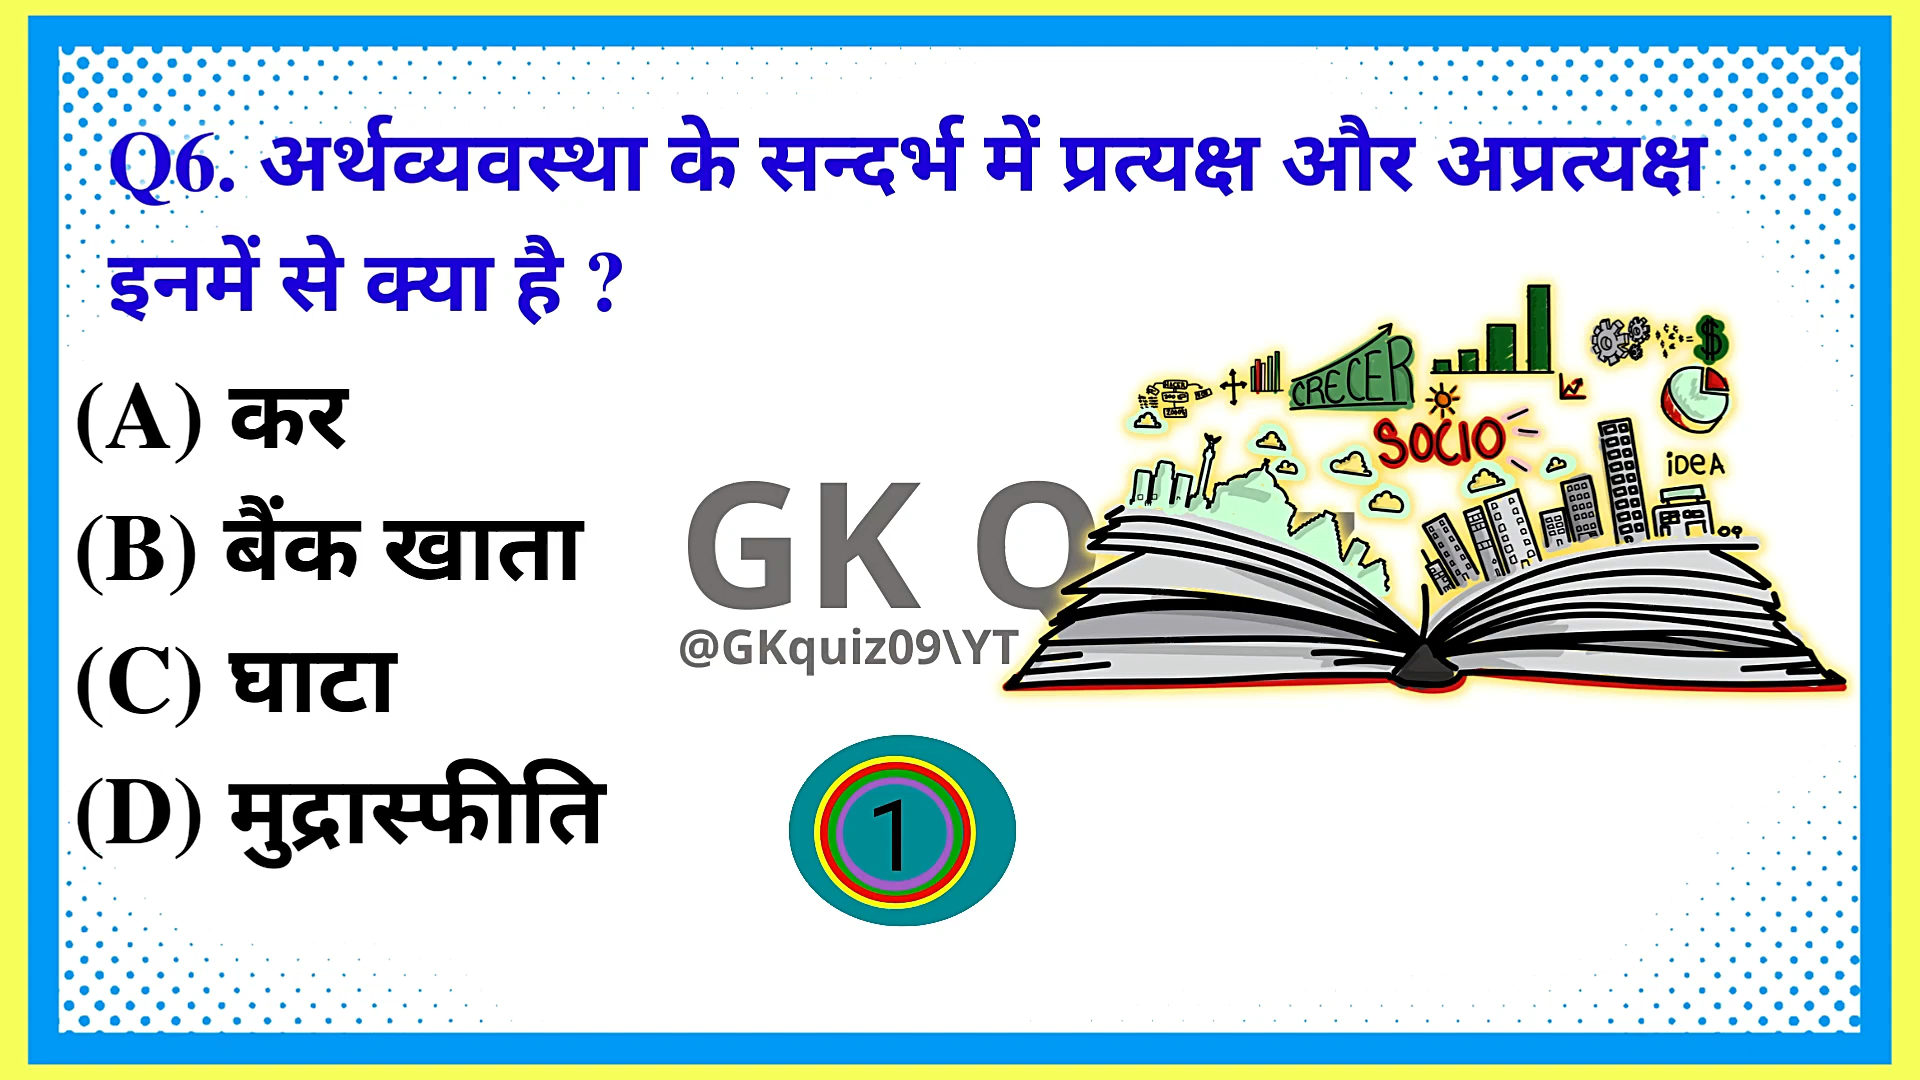 Q6. अर्थव्यवस्था के सन्दर्भ में प्रत्यक्ष और अप्रत्यक्ष
इनमें से क्या है ?
(A) कर
(B) बैंक खाता
(C) घाटा
(D) मुद्रास्फीति
GK Q
@GKquiz09\YT
1
CRECER
SOCIO
iDeA